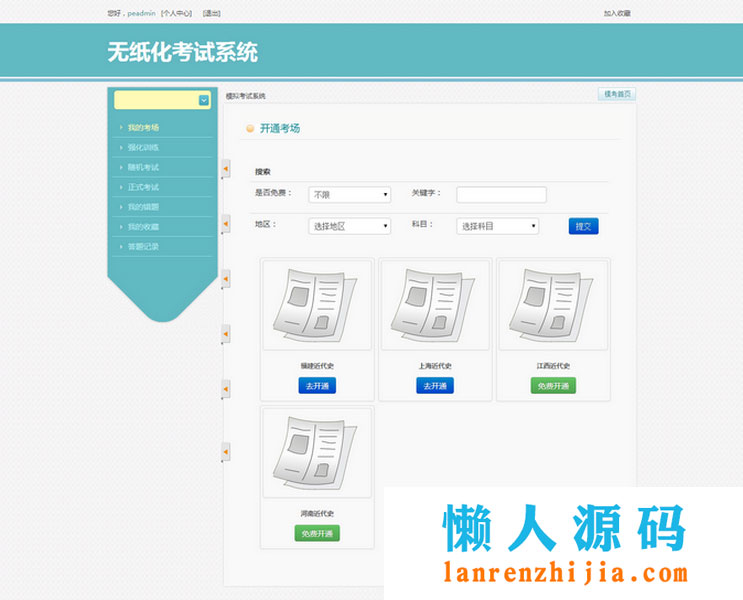 您好，peadmin [个人中心] [退出] 加入收藏
无纸化考试系统
模拟考试系统 模考首页
我的考场
强化训练
随机考试
正式考试
我的错题
我的收藏
答题记录
开通考场
搜索
是否免费： 不限 关键字：
地区： 选择地区 科目： 选择科目 提交
福建近代史 上海近代史 江西近代史
去开通 去开通 免费开通
河南近代史
免费开通
懒人源码
lanrenzhijia.com